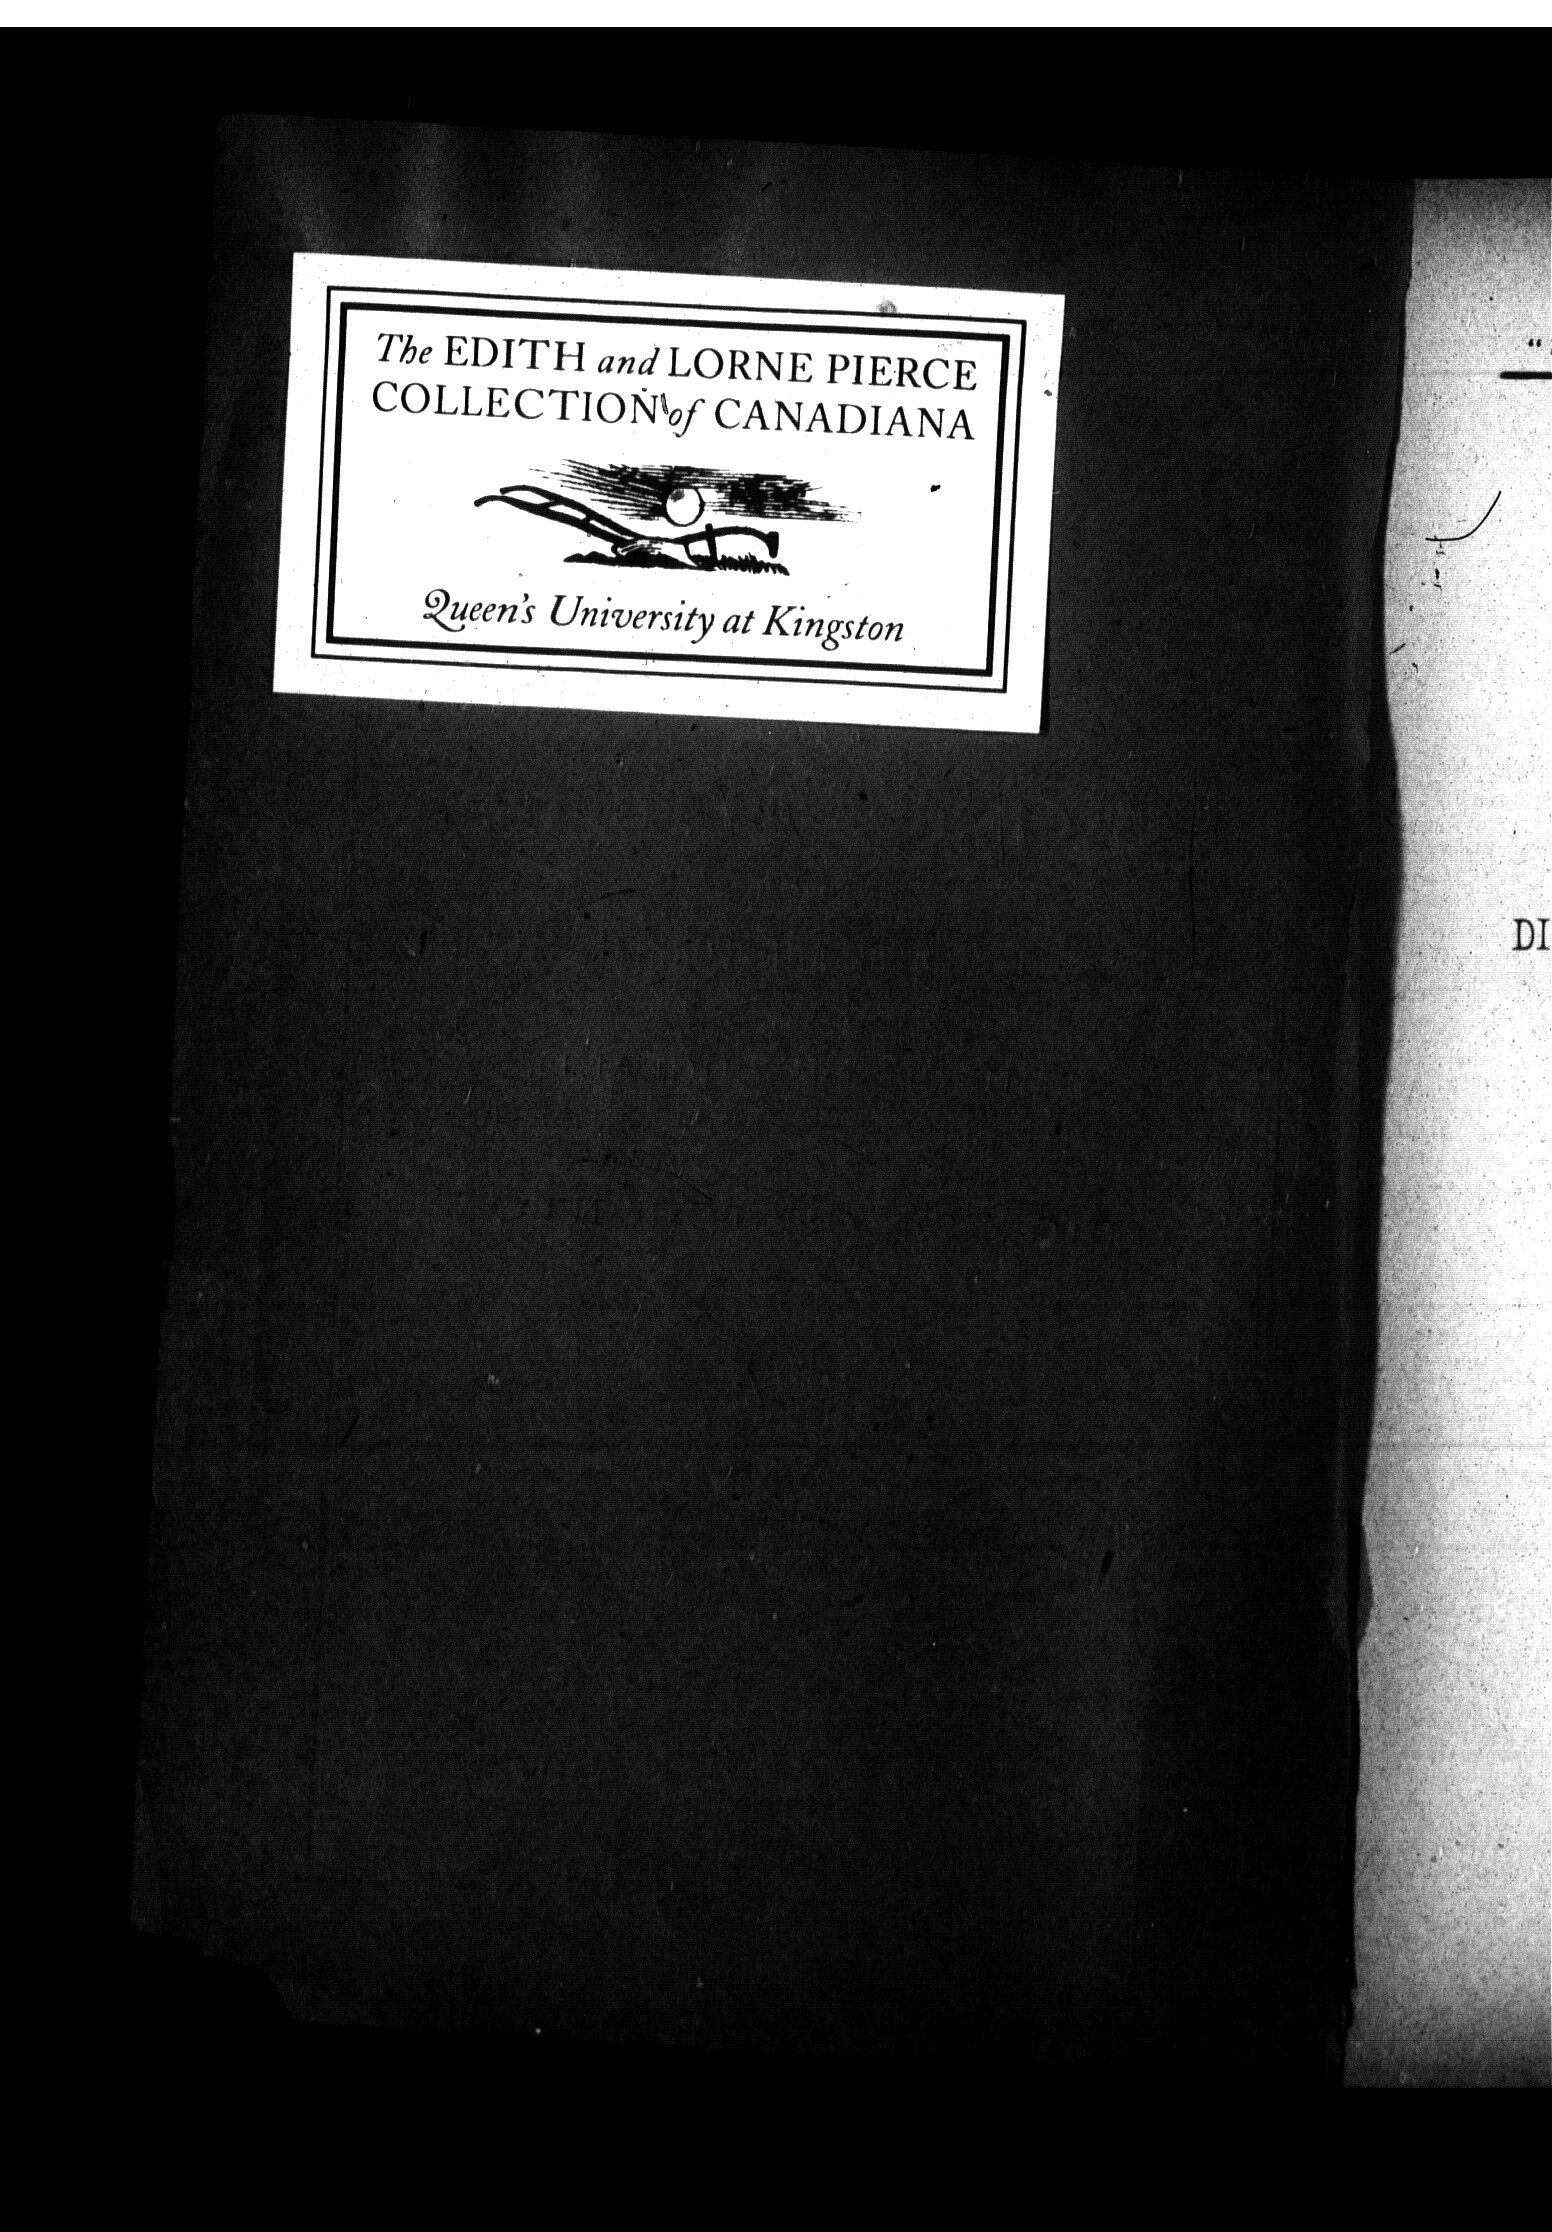 The EDITH and LORNE PIERCE
COLLECTION of CANADIANA
Queen's University at Kingston
“
DI